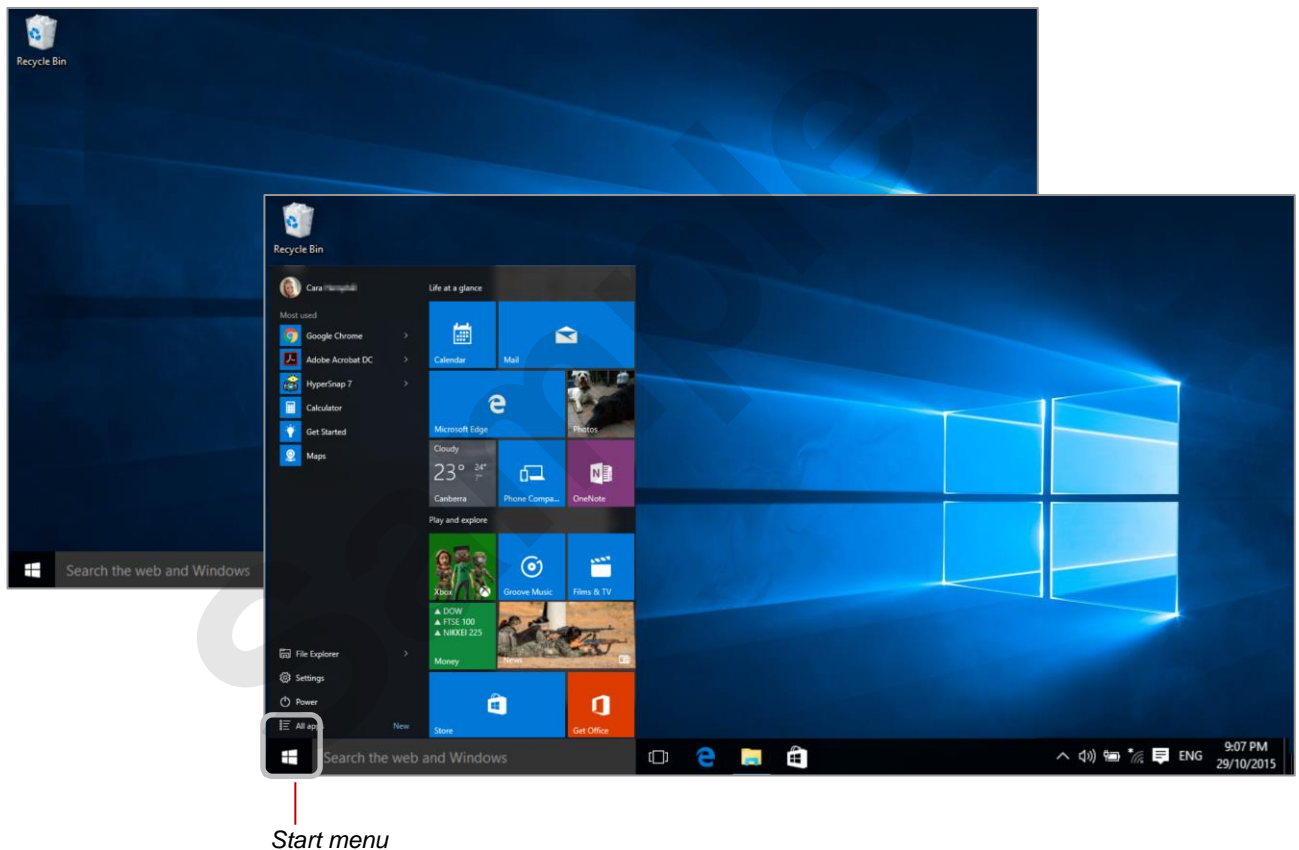 Recycle Bin
Search the web and Windows
Recycle Bin
Cara
Most used
Google Chrome
Adobe Acrobat DC
HyperSnap 7
Calculator
Get Started
Maps
File Explorer
Settings
Power
All apps New
Life at a glance
Calendar
Mail
Microsoft Edge
Photos
Cloudy
23° 24°
7°
Canberra
Phone Compa...
N
OneNote
Play and explore
Xbox
Groove Music
Films & TV
▲ DOW
▲ FTSE 100
▲ NIKKEI 225
Money
News
Store
Get Office
Search the web and Windows
ENG
9:07 PM
29/10/2015
Start menu
Sample